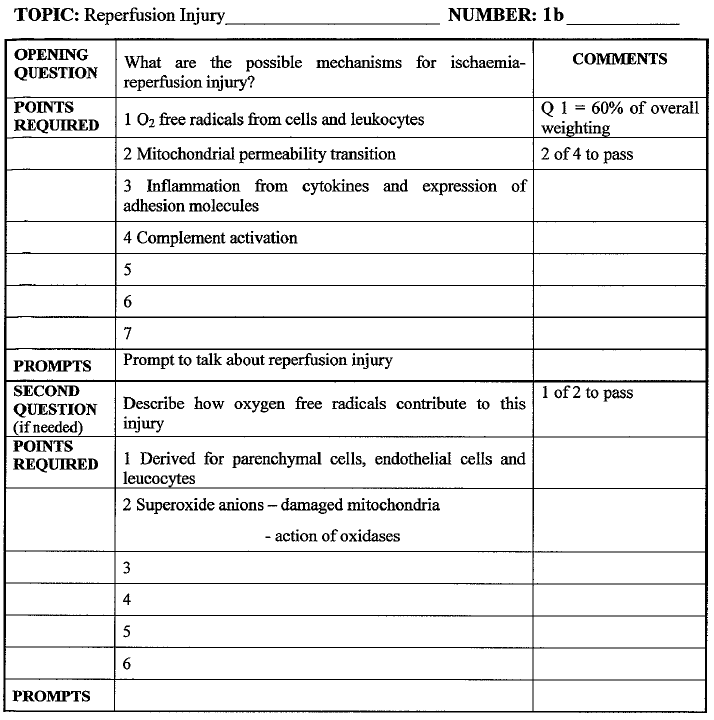 TOPIC: Reperfusion Injury NUMBER: 1b
OPENING QUESTION What are the possible mechanisms for ischaemia-reperfusion injury? COMMENTS
POINTS REQUIRED 1 O₂ free radicals from cells and leukocytes Q 1 = 60% of overall weighting
2 Mitochondrial permeability transition 2 of 4 to pass
3 Inflammation from cytokines and expression of adhesion molecules
4 Complement activation
5
6
7
PROMPTS Prompt to talk about reperfusion injury
SECOND QUESTION (if needed) Describe how oxygen free radicals contribute to this injury 1 of 2 to pass
POINTS REQUIRED 1 Derived for parenchymal cells, endothelial cells and leucocytes
2 Superoxide anions – damaged mitochondria
- action of oxidases
3
4
5
6
PROMPTS